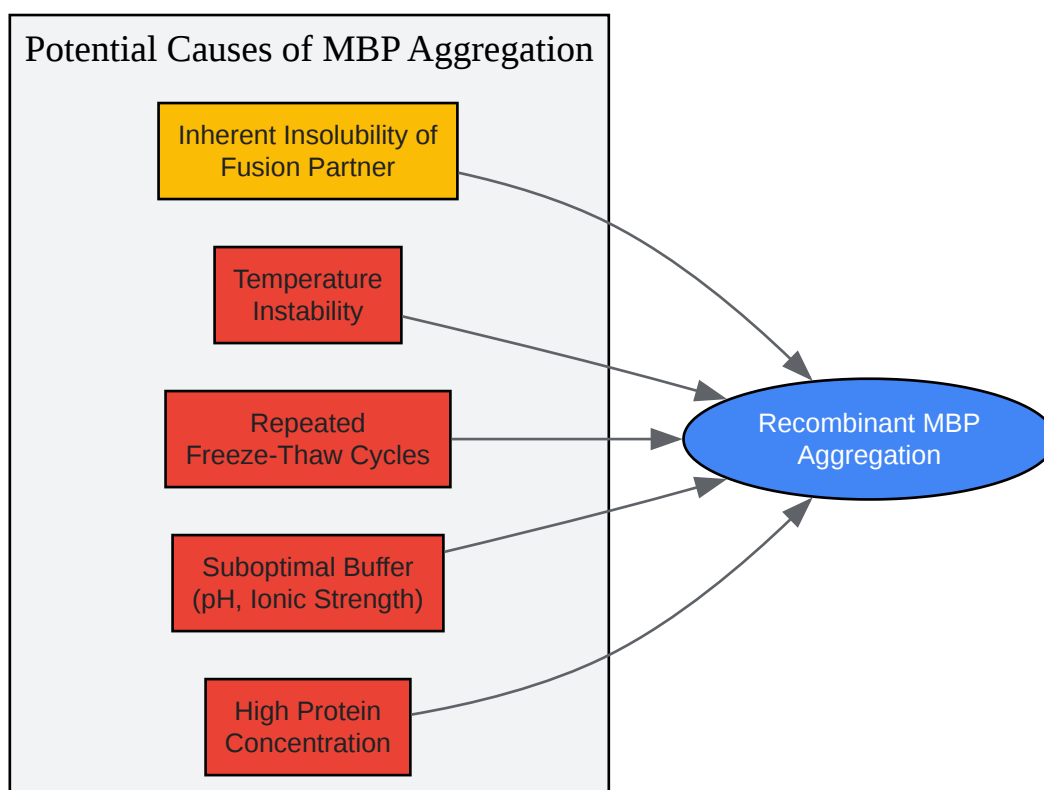 Potential Causes of MBP Aggregation
Inherent Insolubility of
Fusion Partner
Temperature
Instability
Repeated
Freeze-Thaw Cycles
Suboptimal Buffer
(pH, Ionic Strength)
High Protein
Concentration
Recombinant MBP
Aggregation